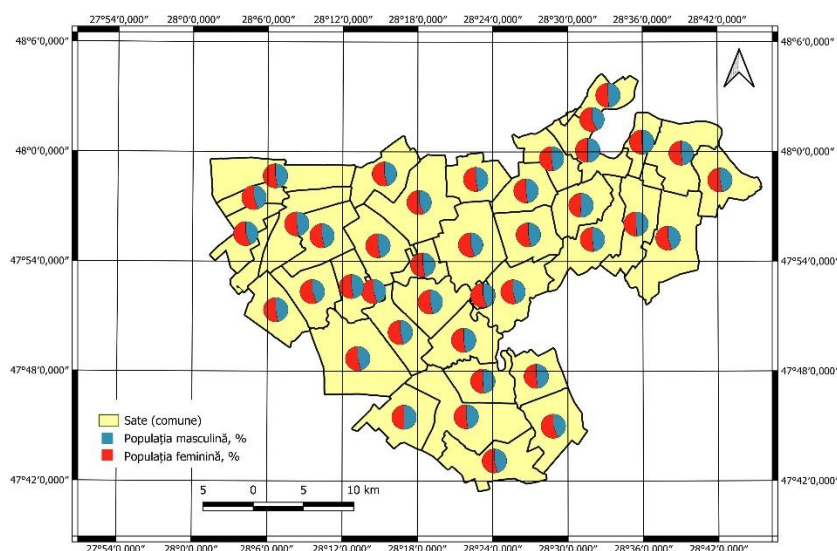 27°54'0,000" 28°0'0,000" 28°6'0,000" 28°12'0,000" 28°18'0,000" 28°24'0,000" 28°30'0,000" 28°36'0,000" 28°42'0,000"
48°6'0,000" 48°6'0,000"
48°0'0,000" 48°0'0,000"
47°54'0,000" 47°54'0,000"
47°48'0,000" 47°48'0,000"
Sate (comune)
Populația masculină, %
Populația feminină, %
47°42'0,000" 47°42'0,000"
5 0 5 10 km
27°54'0,000" 28°0'0,000" 28°6'0,000" 28°12'0,000" 28°18'0,000" 28°24'0,000" 28°30'0,000" 28°36'0,000" 28°42'0,000"